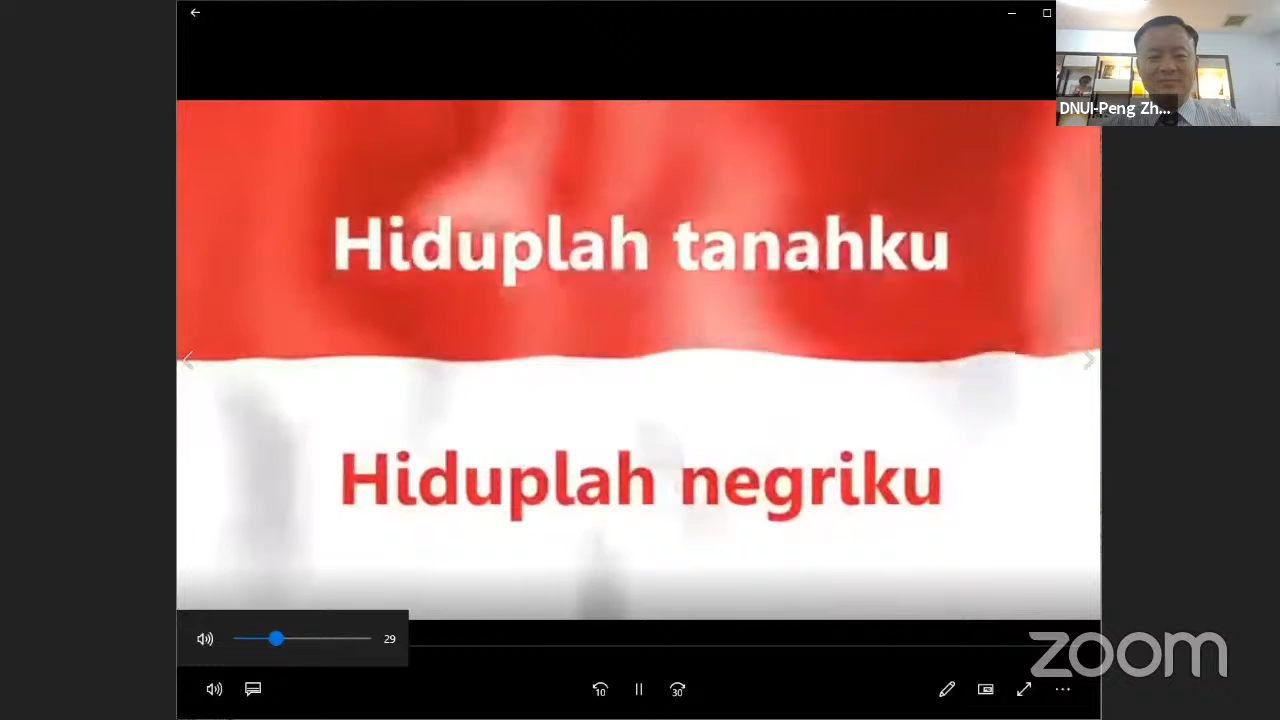 DNUI-Peng Zh...
Hiduplah tanahku
Hiduplah negriku
29
10
30
zoom